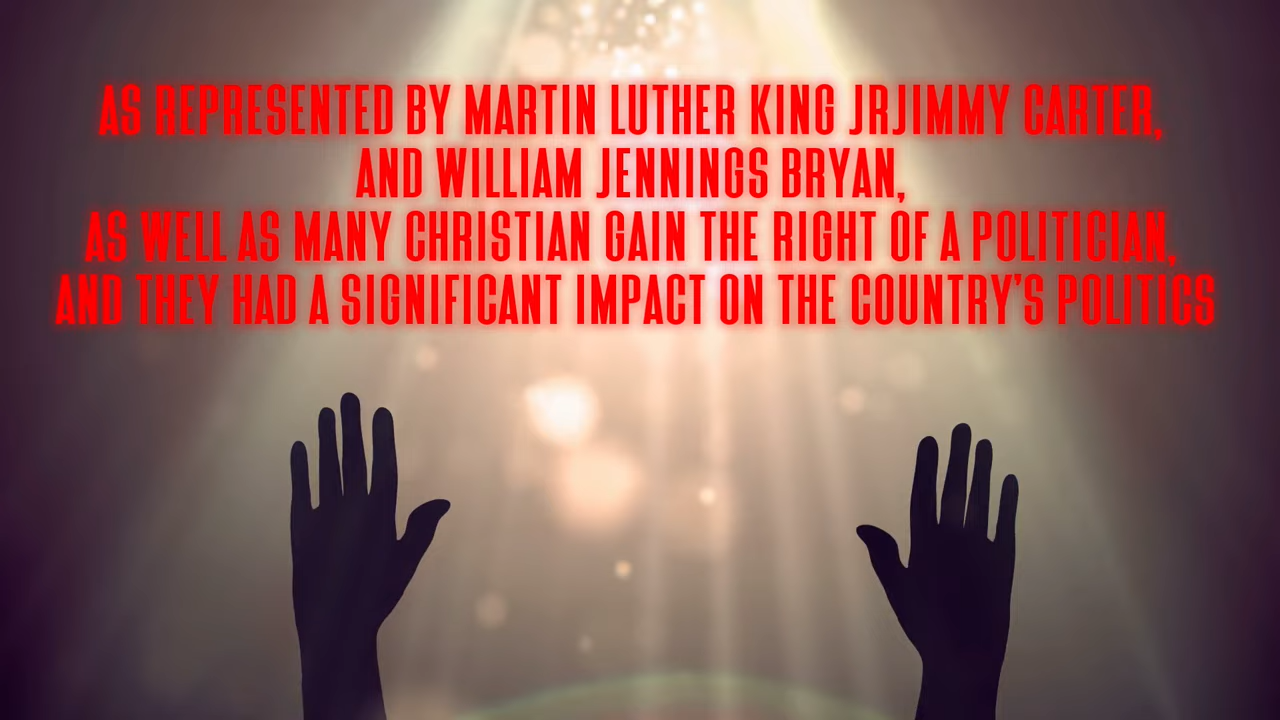 AS REPRESENTED BY MARTIN LUTHER KING JRJIMMY CARTER,
AND WILLIAM JENNINGS BRYAN,
AS WELL AS MANY CHRISTIAN GAIN THE RIGHT OF A POLITICIAN,
AND THEY HAD A SIGNIFICANT IMPACT ON THE COUNTRY'S POLITICS